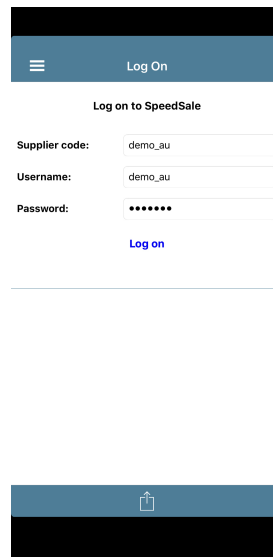 Log On
Log on to SpeedSale
Supplier code: demo_au
Username: demo_au
Password: •••••••
Log on